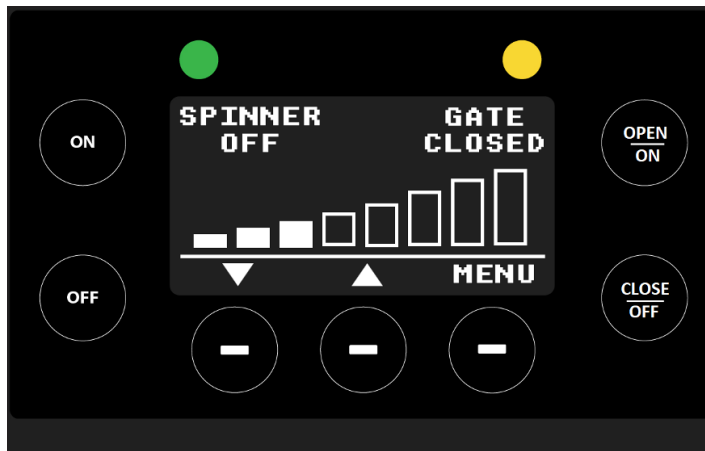 SPINNER
OFF
GATE
CLOSED
ON
OPEN
ON
OFF
CLOSE
OFF
MENU